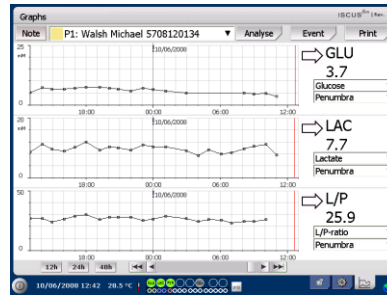 Graphs
ISCUS
Note P1: Walsh Michael 5708120134 Analyse Event Print
25
mM
0
10/06/2008
18:00 00:00 06:00 12:00
GLU
3.7
Glucose
Penumbra
20
mM
0
10/06/2008
18:00 00:00 06:00 12:00
LAC
7.7
Lactate
Penumbra
50
0
10/06/2008
18:00 00:00 06:00 12:00
L/P
25.9
L/P-ratio
Penumbra
12h 24h 48h
10/06/2008 12:42 28.5 °C